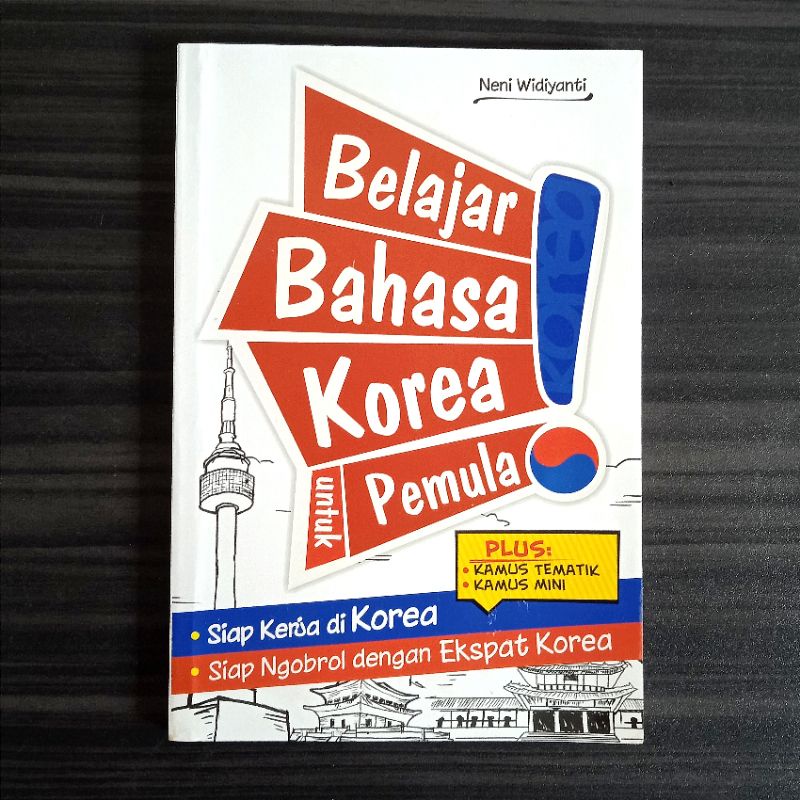 Neni Widiyanti
Belajar
Bahasa
Korea
untuk
Pemula
korea
PLUS:
• KAMUS TEMATIK
• KAMUS MINI
• Siap Kerja di Korea
• Siap Ngobrol dengan Ekspat Korea